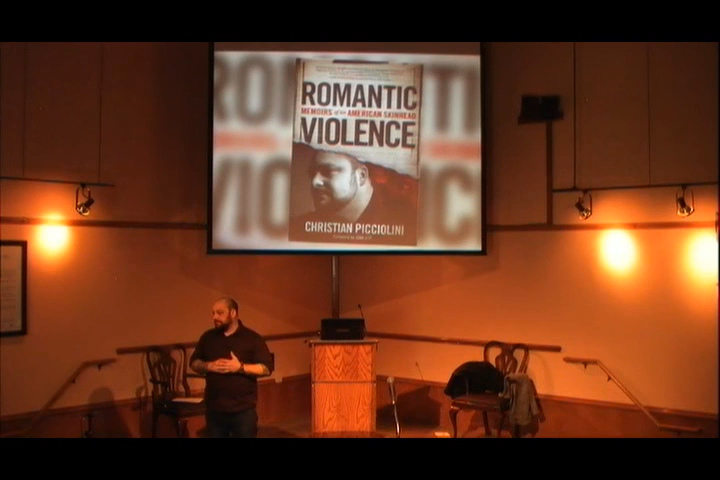 ROMANTIC
MEMOIRS of an AMERICAN SKINHEAD
VIOLENCE
CHRISTIAN PICCIOLINI